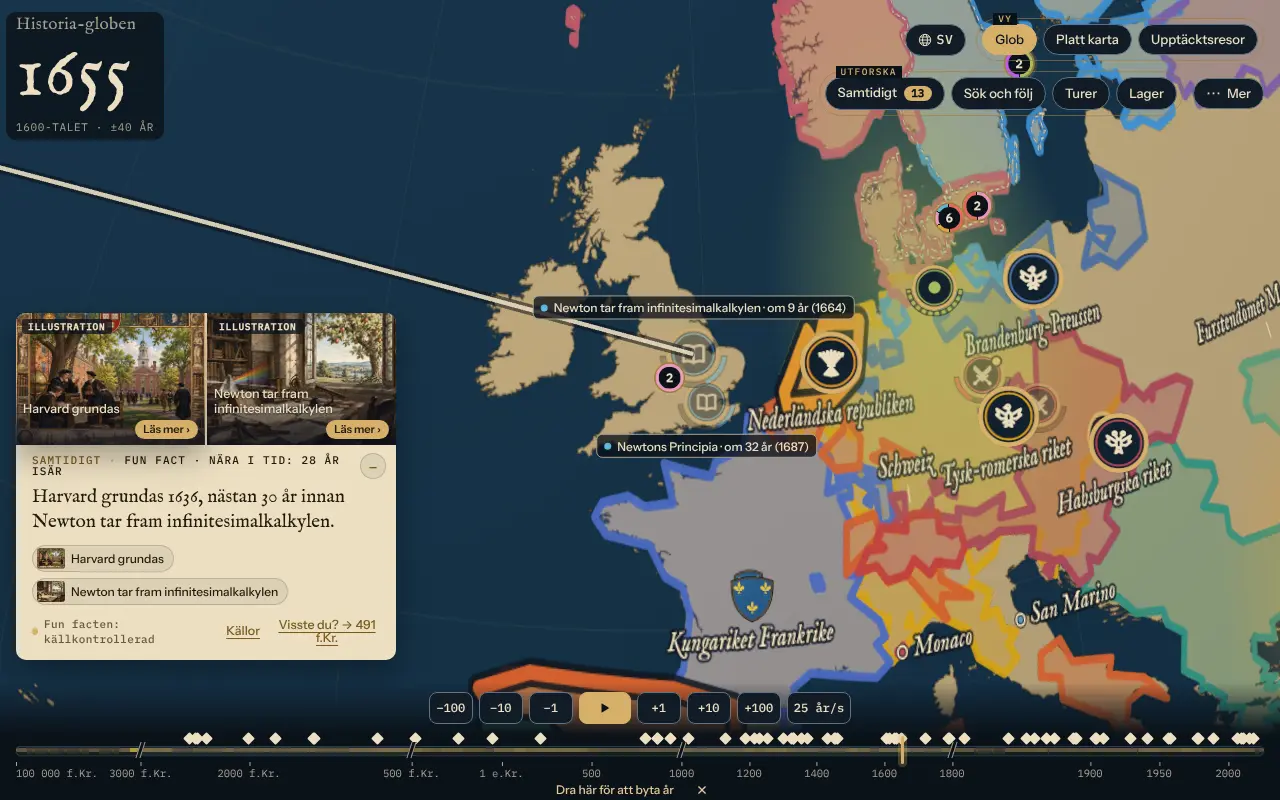 Historia-globen
1655
1600-TALET · ±40 ÅR
SV
VY
Glob
Platt karta
Upptäcktsresor
2
UTFORSKA
Samtidigt 13
Sök och följ
Turer
Lager
··· Mer
6
2
Newton tar fram infinitesimalkalkylen · om 9 år (1664)
2
Newtons Principia · om 32 år (1687)
Brandenburg-Preussen
Furstendömet M
Nederländska republiken
Schweiz
Tysk-romerska riket
Habsburgska riket
San Marino
Kungariket Frankrike
Monaco
ILLUSTRATION
Harvard grundas
Läs mer ›
ILLUSTRATION
Newton tar fram
infinitesimalkalkylen
Läs mer ›
SAMTIDIGT · FUN FACT · NÄRA I TID: 28 ÅR
ISÄR
–
Harvard grundas 1636, nästan 30 år innan
Newton tar fram infinitesimalkalkylen.
Harvard grundas
Newton tar fram infinitesimalkalkylen
Fun facten:
källkontrollerad
Källor
Visste du? → 491
f.Kr.
−100
−10
−1
+1
+10
+100
25 år/s
100 000 f.Kr.
3000 f.Kr.
2000 f.Kr.
500 f.Kr.
1 e.Kr.
500
1000
1200
1400
1600
1800
1900
1950
2000
Dra här för att byta år
✕